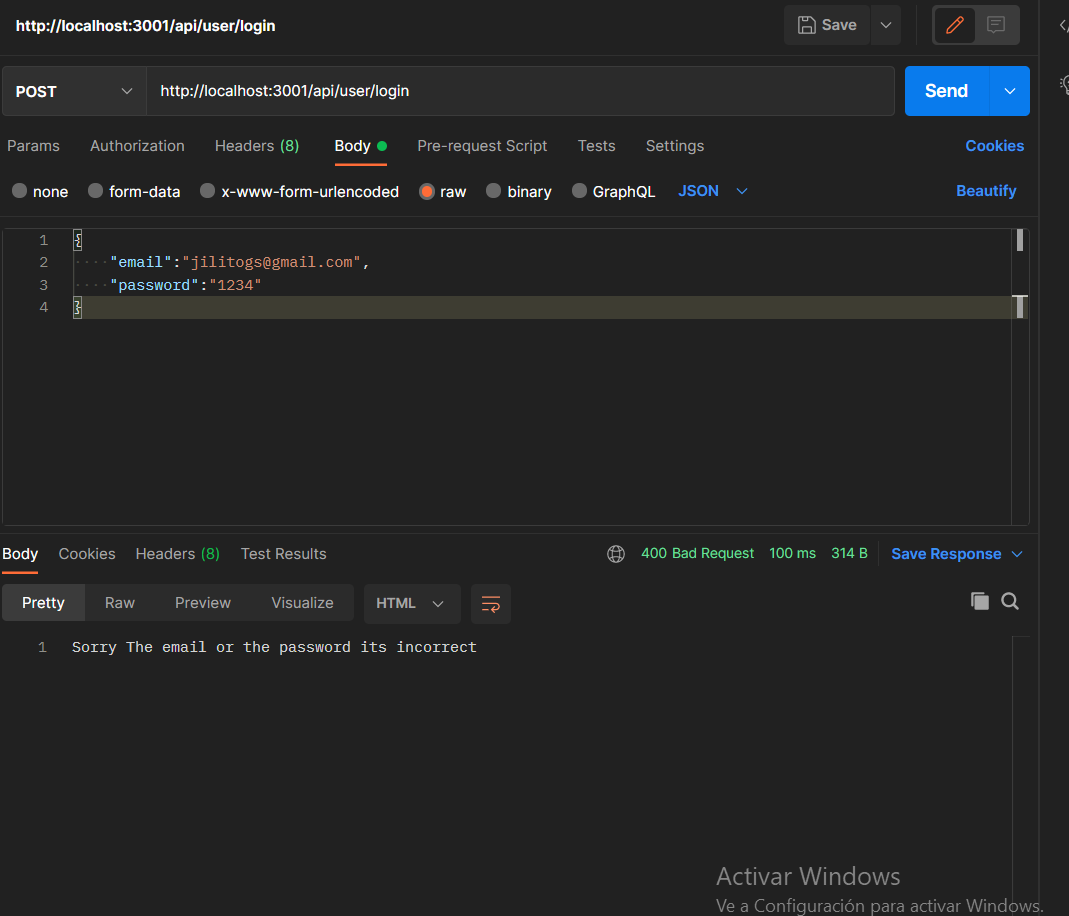 http://localhost:3001/api/user/login
Save
POST
http://localhost:3001/api/user/login
Send
Params Authorization Headers (8) Body Pre-request Script Tests Settings Cookies
none form-data x-www-form-urlencoded raw binary GraphQL JSON Beautify
1 {
2 ····"email":"jilitogs@gmail.com",
3 ····"password":"1234"
4 }
Body Cookies Headers (8) Test Results 400 Bad Request 100 ms 314 B Save Response
Pretty Raw Preview Visualize HTML
1 Sorry The email or the password its incorrect
Activar Windows
Ve a Configuración para activar Windows.